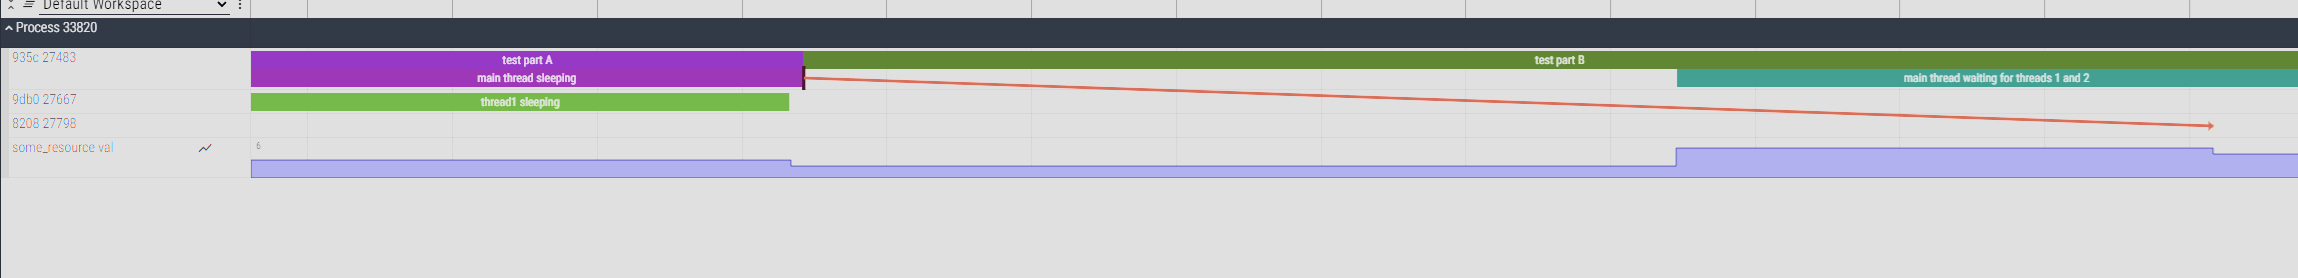 Default Workspace
Process 33820
935c 27483
test part A
test part B
main thread sleeping
main thread waiting for threads 1 and 2
9db0 27667
thread1 sleeping
8208 27798
some_resource val
6